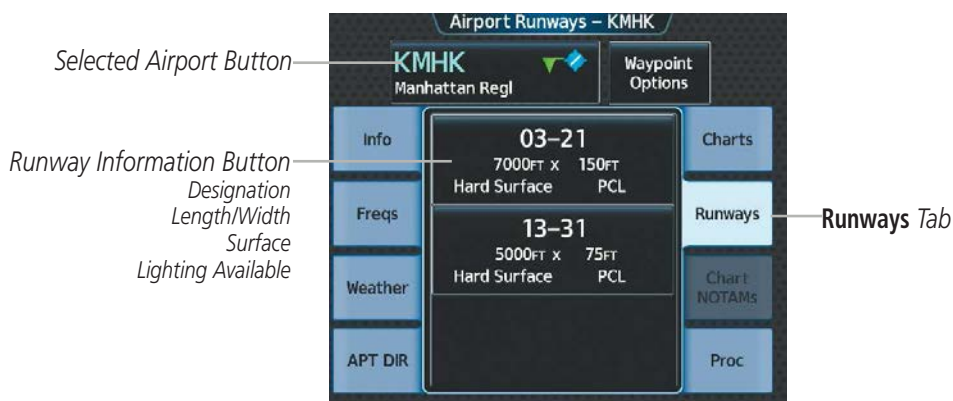 Airport Runways – KMHK
Selected Airport Button
KMHK
Manhattan Regl
Waypoint
Options
Info
Freqs
Weather
APT DIR
Runway Information Button
Designation
Length/Width
Surface
Lighting Available
03–21
7000FT X 150FT
Hard Surface PCL
13–31
5000FT X 75FT
Hard Surface PCL
Charts
Runways
Chart
NOTAMs
Proc
Runways Tab